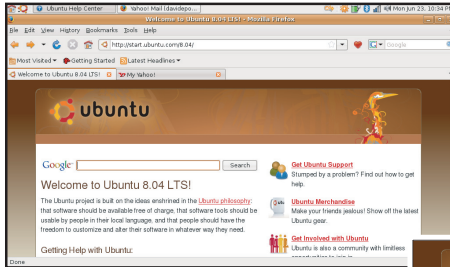 Ubuntu Help Center
Yahoo! Mail (davidepo...
Mon Jun 23, 10:34 P
Welcome to Ubuntu 8.04 LTS! - Mozilla Firefox
File Edit View History Bookmarks Tools Help
http://start.ubuntu.com/8.04/
Google
Most Visited Getting Started Latest Headlines
Welcome to Ubuntu 8.04 LTS!
My Yahoo!
ubuntu
Google Search
Welcome to Ubuntu 8.04 LTS!
The Ubuntu project is built on the ideas enshrined in the Ubuntu philosophy:
that software should be available free of charge, that software tools should be
usable by people in their local language, and that people should have the
freedom to customize and alter their software in whatever way they need.
Getting Help with Ubuntu:
Get Ubuntu Support
Stumped by a problem? Find out how to get
help.
Ubuntu Merchandise
Make your friends jealous! Show off the latest
Ubuntu gear.
Get Involved with Ubuntu
Ubuntu is also a community with limitless
opportunities to join in
Done